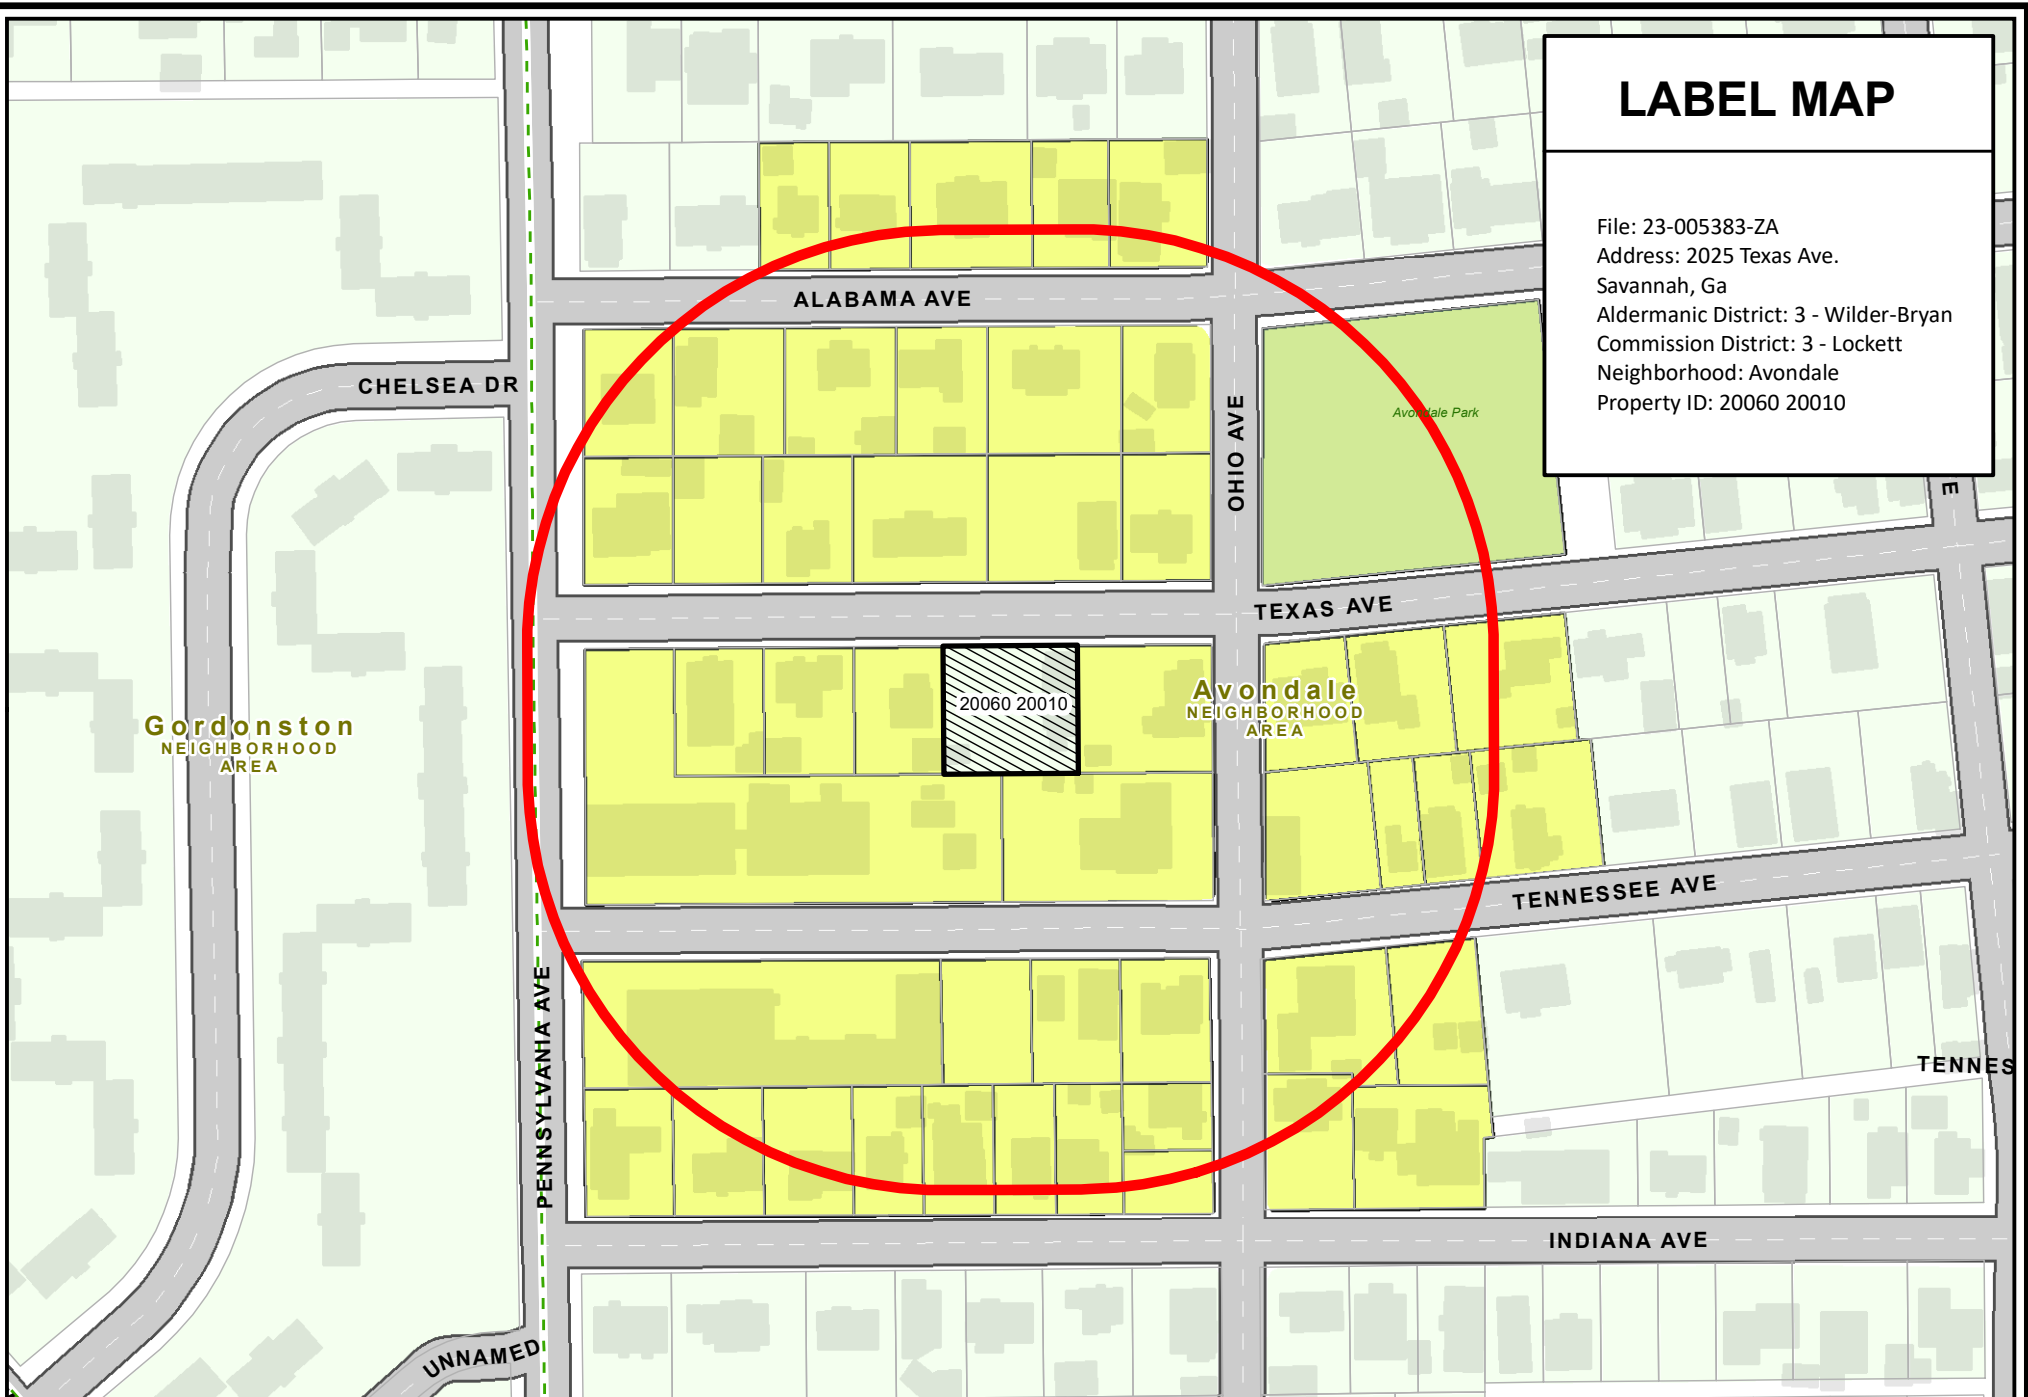 LABEL MAP
File: 23-005383-ZA
Address: 2025 Texas Ave.
Savannah, Ga
Aldermanic District: 3 - Wilder-Bryan
Commission District: 3 - Lockett
Neighborhood: Avondale
Property ID: 20060 20010
ALABAMA AVE
CHELSEA DR
OHIO AVE
Avondale Park
E
TEXAS AVE
20060 20010
Avondale
NEIGHBORHOOD
AREA
Gordonston
NEIGHBORHOOD
AREA
TENNESSEE AVE
PENNSYLVANIA AVE
TENNES
INDIANA AVE
UNNAMED